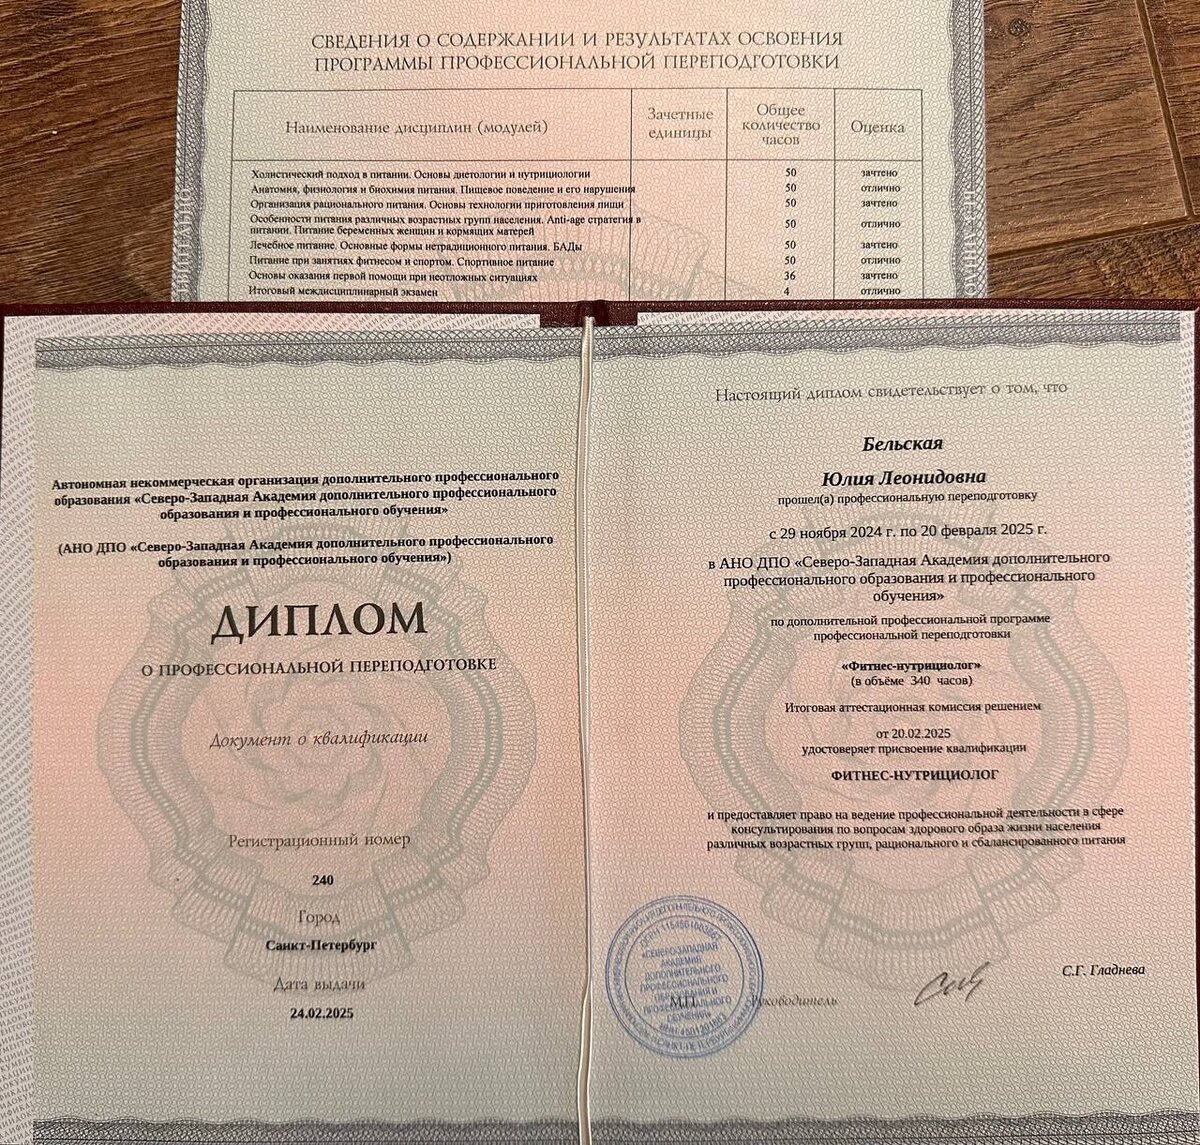 СВЕДЕНИЯ О СОДЕРЖАНИИ И РЕЗУЛЬТАТАХ ОСВОЕНИЯ
ПРОГРАММЫ ПРОФЕССИОНАЛЬНОЙ ПЕРЕПОДГОТОВКИ
Наименование дисциплин (модулей)
Зачетные
единицы
Общее
количество
часов
Оценка
Холистический подход в питании. Основы диетологии и нутрициологии 50 зачтено
Анатомия, физиология и биохимия питания. Пищевое поведение и его нарушения 50 отлично
Организация рационального питания. Основы технологии приготовления пищи 50 зачтено
Особенности питания различных возрастных групп населения. Anti-age стратегия в
питании. Питание беременных женщин и кормящих матерей 50 отлично
Лечебное питание. Основные формы нетрадиционного питания. БАДы 50 зачтено
Питание при занятиях фитнесом и спортом. Спортивное питание 50 отлично
Основы оказания первой помощи при неотложных ситуациях 36 зачтено
Итоговый междисциплинарный экзамен 4 отлично
Автономная некоммерческая организация дополнительного профессионального
образования «Северо-Западная Академия дополнительного профессионального
образования и профессионального обучения»
(АНО ДПО «Северо-Западная Академия дополнительного профессионального
образования и профессионального обучения»)
ДИПЛОМ
О ПРОФЕССИОНАЛЬНОЙ ПЕРЕПОДГОТОВКЕ
Документ о квалификации
Регистрационный номер
240
Город
Санкт-Петербург
Дата выдачи
24.02.2025
Настоящий диплом свидетельствует о том, что
Бельская
Юлия Леонидовна
прошел(а) профессиональную переподготовку
с 29 ноября 2024 г. по 20 февраля 2025 г.
в АНО ДПО «Северо-Западная Академия дополнительного
профессионального образования и профессионального
обучения»
по дополнительной профессиональной программе
профессиональной переподготовки
«Фитнес-нутрициолог»
(в объёме 340 часов)
Итоговая аттестационная комиссия решением
от 20.02.2025
удостоверяет присвоение квалификации
ФИТНЕС-НУТРИЦИОЛОГ
и предоставляет право на ведение профессиональной деятельности в сфере
консультирования по вопросам здорового образа жизни населения
различных возрастных групп, рационального и сбалансированного питания
«СЕВЕРО-ЗАПАДНАЯ
АКАДЕМИЯ
ДОПОЛНИТЕЛЬНОГО
ПРОФЕССИОНАЛЬНОГО
ОБРАЗОВАНИЯ И
ПРОФЕССИОНАЛЬНОГО
ОБУЧЕНИЯ»
М.П.
Руководитель
С.Г. Гладнева